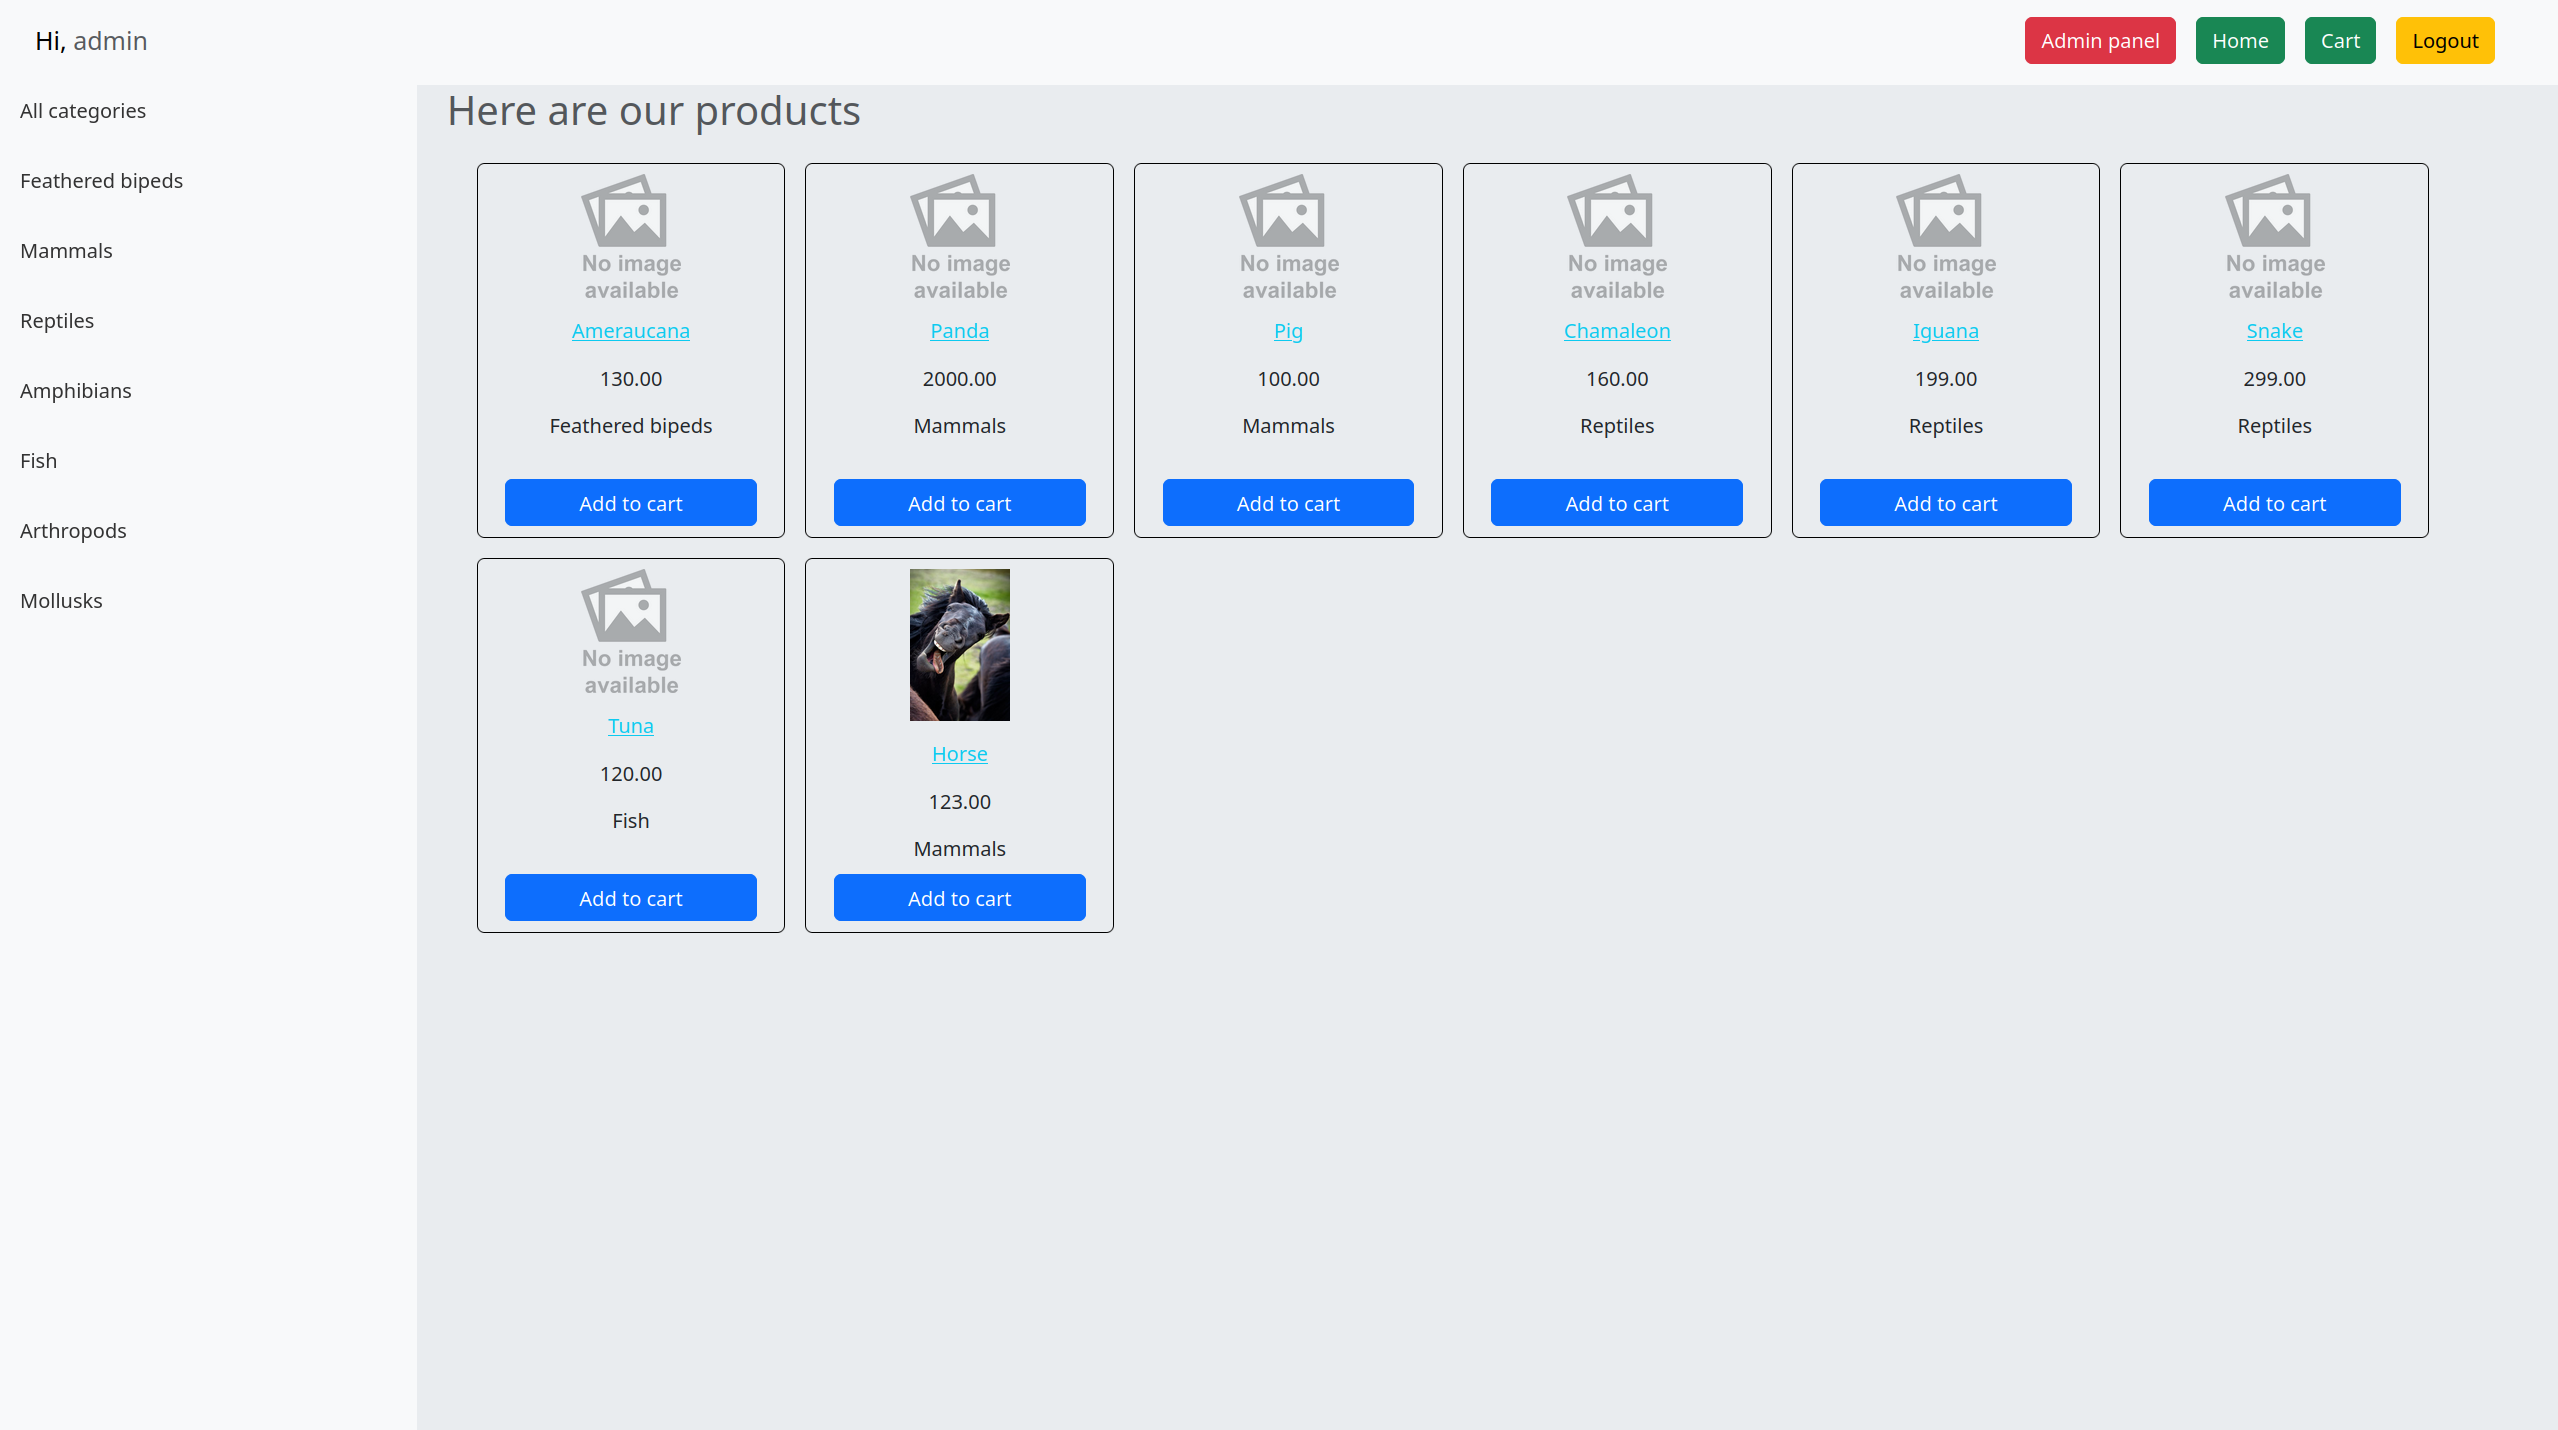 Hi, admin
Admin panel
Home
Cart
Logout
All categories
Feathered bipeds
Mammals
Reptiles
Amphibians
Fish
Arthropods
Mollusks
Here are our products
No image
available
Ameraucana
130.00
Feathered bipeds
Add to cart
No image
available
Panda
2000.00
Mammals
Add to cart
No image
available
Pig
100.00
Mammals
Add to cart
No image
available
Chamaleon
160.00
Reptiles
Add to cart
No image
available
Iguana
199.00
Reptiles
Add to cart
No image
available
Snake
299.00
Reptiles
Add to cart
No image
available
Tuna
120.00
Fish
Add to cart
Horse
123.00
Mammals
Add to cart